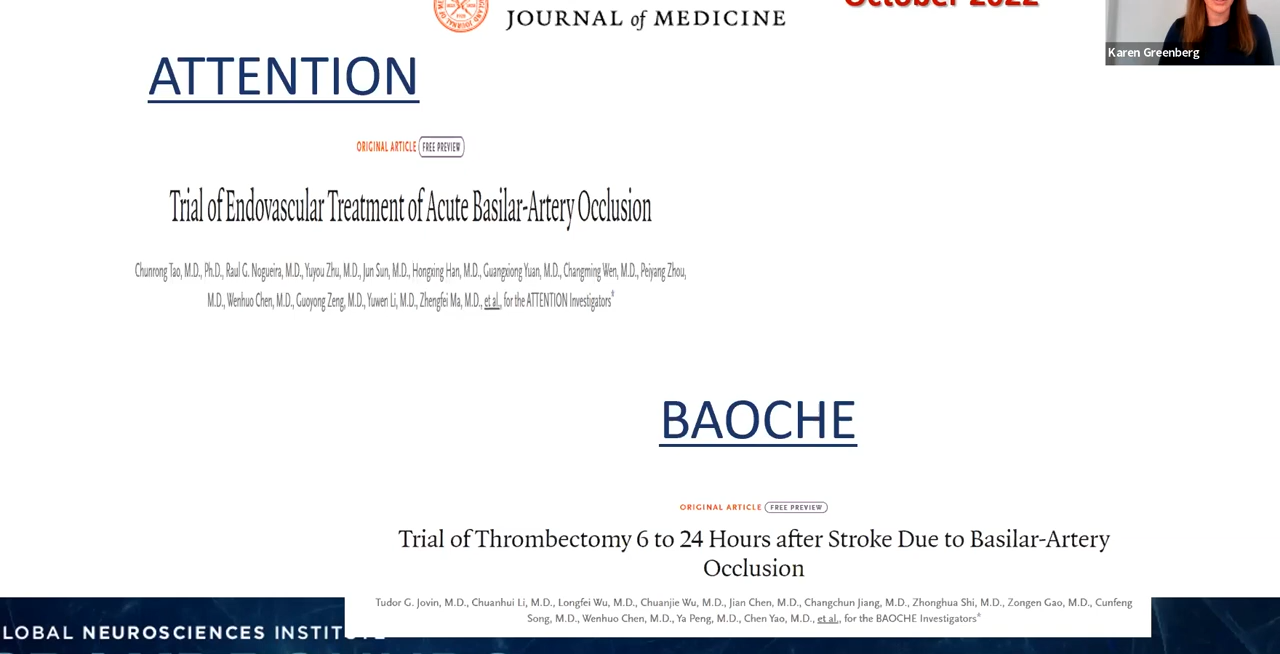 JOURNAL of MEDICINE
October 2022
Karen Greenberg
ATTENTION
ORIGINAL ARTICLE FREE PREVIEW
Trial of Endovascular Treatment of Acute Basilar-Artery Occlusion
Chunrong Tao, M.D., Ph.D., Raul G. Nogueira, M.D., Yuyou Zhu, M.D., Jun Sun, M.D., Hongxing Han, M.D., Guangxiong Yuan, M.D., Changming Wen, M.D., Peiyang Zhou,
M.D., Wenhuo Chen, M.D., Guoyong Zeng, M.D., Yuwen Li, M.D., Zhengfei Ma, M.D., et al., for the ATTENTION Investigators*
BAOCHE
ORIGINAL ARTICLE FREE PREVIEW
Trial of Thrombectomy 6 to 24 Hours after Stroke Due to Basilar-Artery
Occlusion
Tudor G. Jovin, M.D., Chuanhui Li, M.D., Longfei Wu, M.D., Chuanjie Wu, M.D., Jian Chen, M.D., Changchun Jiang, M.D., Zhonghua Shi, M.D., Zongen Gao, M.D., Cunfeng
Song, M.D., Wenhuo Chen, M.D., Ya Peng, M.D., Chen Yao, M.D., et al., for the BAOCHE Investigators*
LOBAL NEUROSCIENCES INSTITUTE